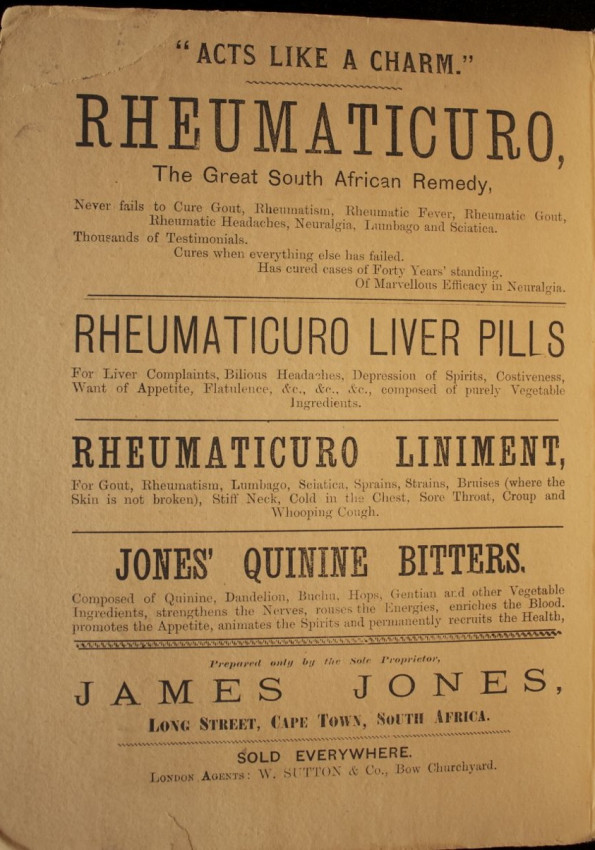 "ACTS LIKE A CHARM."
RHEUMATICURO,
The Great South African Remedy,
Never fails to Cure Gout, Rheumatism, Rheumatic Fever, Rheumatic Gout,
Rheumatic Headaches, Neuralgia, Lumbago and Sciatica.
Thousands of Testimonials.
Cures when everything else has failed.
Has cured cases of Forty Years' standing.
Of Marvellous Efficacy in Neuralgia.
RHEUMATICURO LIVER PILLS
For Liver Complaints, Bilious Headaches, Depression of Spirits, Costiveness,
Want of Appetite, Flatulence, &c., &c., &c., composed of purely Vegetable
Ingredients.
RHEUMATICURO LINIMENT,
For Gout, Rheumatism, Lumbago, Sciatica, Sprains, Strains, Bruises (where the
Skin is not broken), Stiff Neck, Cold in the Chest, Sore Throat, Croup and
Whooping Cough.
JONES' QUININE BITTERS.
Composed of Quinine, Dandelion, Buchu, Hops, Gentian and other Vegetable
Ingredients, strengthens the Nerves, rouses the Energies, enriches the Blood.
promotes the Appetite, animates the Spirits and permanently recruits the Health,
Prepared only by the Sole Proprietor,
JAMES JONES,
LONG STREET, CAPE TOWN, SOUTH AFRICA.
SOLD EVERYWHERE.
LONDON AGENTS: W. SUTTON & Co., Bow Churchyard.